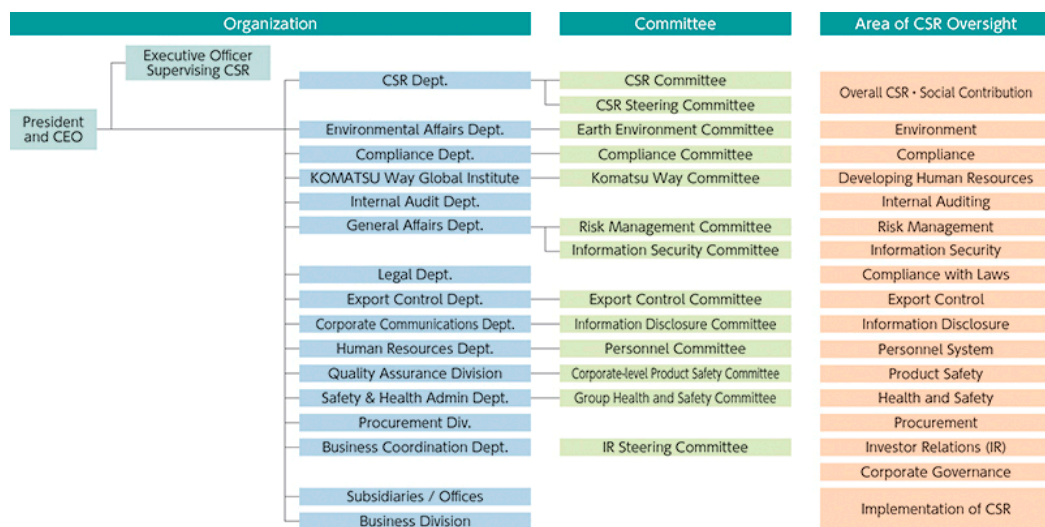 Organization
Committee
Area of CSR Oversight
Executive Officer
Supervising CSR
President
and CEO
CSR Dept.
CSR Committee
CSR Steering Committee
Overall CSR・Social Contribution
Environmental Affairs Dept.
Earth Environment Committee
Environment
Compliance Dept.
Compliance Committee
Compliance
KOMATSU Way Global Institute
Komatsu Way Committee
Developing Human Resources
Internal Audit Dept.
Internal Auditing
General Affairs Dept.
Risk Management Committee
Risk Management
Information Security Committee
Information Security
Legal Dept.
Compliance with Laws
Export Control Dept.
Export Control Committee
Export Control
Corporate Communications Dept.
Information Disclosure Committee
Information Disclosure
Human Resources Dept.
Personnel Committee
Personnel System
Quality Assurance Division
Corporate-level Product Safety Committee
Product Safety
Safety & Health Admin Dept.
Group Health and Safety Committee
Health and Safety
Procurement Div.
Procurement
Business Coordination Dept.
IR Steering Committee
Investor Relations (IR)
Corporate Governance
Subsidiaries / Offices
Business Division
Implementation of CSR